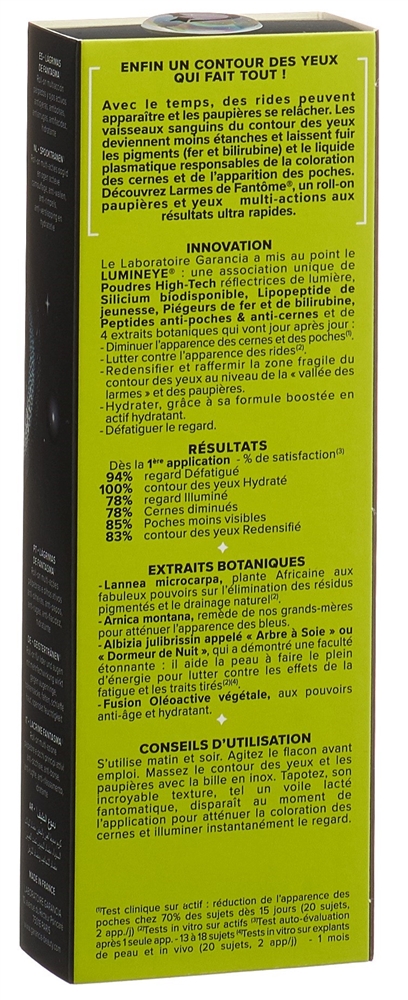 ENFIN UN CONTOUR DES YEUX
QUI FAIT TOUT !
Avec le temps, des rides peuvent
apparaître et les paupières se relâcher. Les
vaisseaux sanguins du contour des yeux
deviennent moins étanches et laissent fuir
les pigments (fer et bilirubine) et le liquide
plasmatique responsables de la coloration
des cernes et de l'apparition des poches.
Découvrez Larmes de Fantôme®, un roll-on
paupières et yeux multi-actions aux
résultats ultra rapides.
INNOVATION
Le Laboratoire Garancia a mis au point le
LUMINEYE® : une association unique de
Poudres High-Tech réflectrices de lumière,
Silicium biodisponible, Lipopeptide de
jeunesse, Piégeurs de fer et de bilirubine,
Peptides anti-poches & anti-cernes et de
4 extraits botaniques qui vont jour après jour :
- Diminuer l'apparence des cernes et des poches(1).
- Lutter contre l'apparence des rides(2).
- Redensifier et raffermir la zone fragile du
contour des yeux au niveau de la « vallée des
larmes » et des paupières.
- Hydrater, grâce à sa formule boostée en
actif hydratant.
- Défatiguer le regard.
RÉSULTATS
Dès la 1ère application - % de satisfaction(3)
94% regard Défatigué
100% contour des yeux Hydraté
78% regard Illuminé
78% Cernes diminués
85% Poches moins visibles
83% contour des yeux Redensifié
EXTRAITS BOTANIQUES
- Lannea microcarpa, plante Africaine aux
fabuleux pouvoirs sur l'élimination des résidus
pigmentés et le drainage naturel(2).
- Arnica montana, remède de nos grands-mères
pour atténuer l'apparence des bleus.
- Albizia julibrissin appelé « Arbre à Soie » ou
« Dormeur de Nuit », qui a démontré une faculté
étonnante : il aide la peau à faire le plein
d'énergie pour lutter contre les effets de la
fatigue et les traits tirés(2)(4).
- Fusion Oléoactive végétale, aux pouvoirs
anti-âge et hydratant.
CONSEILS D'UTILISATION
S'utilise matin et soir. Agitez le flacon avant
emploi. Massez le contour des yeux et les
paupières avec la bille en inox. Tapotez, son
incroyable texture, tel un voile lacté
fantomatique, disparaît au moment de
l'application pour atténuer la coloration des
cernes et illuminer instantanément le regard.
(1)Test clinique sur actif : réduction de l'apparence des
poches chez 70% des sujets dès 15 jours (20 sujets,
2 app./j) (2)Tests in vitro sur actifs (3)Test auto-évaluation
après 1 seule app. - 13 à 18 sujets (4)Tests in vitro sur explants
de peau et in vivo (20 sujets, 2 app/j) - 1 mois
ES - LAGRIMAS
DE FANTASMA
NL - SPOOKTRANEN
PT - LÁGRIMAS
DE FANTASMA
DE - GEISTERTRÄNEN
IT - LACRIME FANTASMA
MADE IN FRANCE
LABORATOIRE GARANCIA